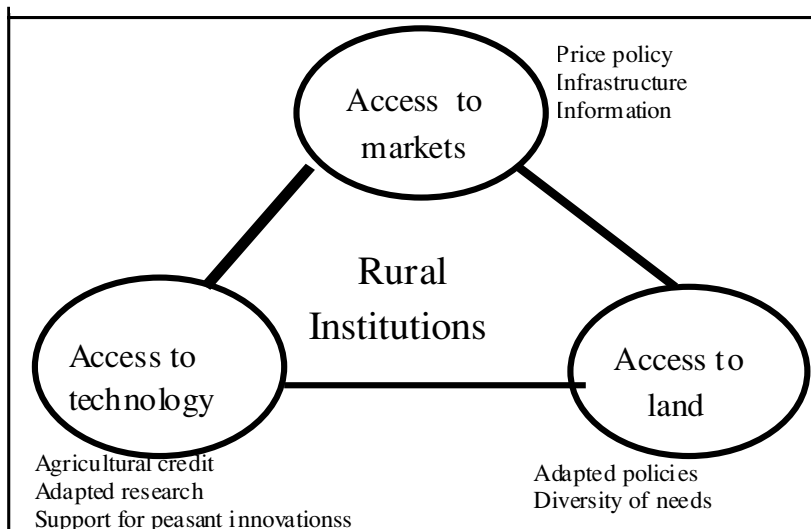 Price policy
Infrastructure
Information
Access to
markets
Rural
Institutions
Access to
technology
Access to
land
Agricultural credit
Adapted research
Support for peasant innovationss
Adapted policies
Diversity of needs